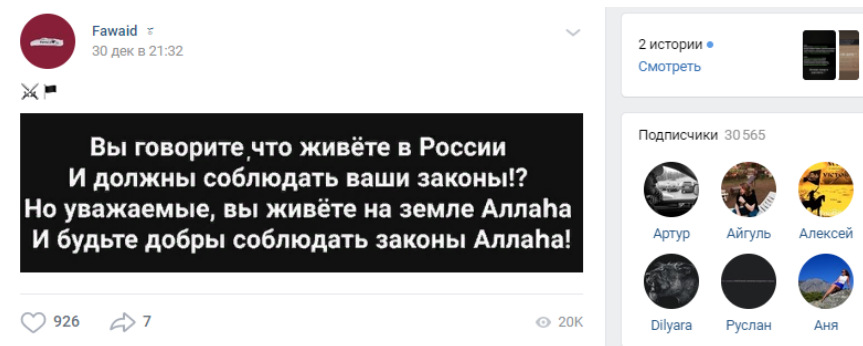 Fawaid
30 дек в 21:32
Вы говорите,что живёте в России
И должны соблюдать ваши законы!?
Но уважаемые, вы живёте на земле Аллаhа
И будьте добры соблюдать законы Аллаhа!
926
7
20K
2 истории
Смотреть
Подписчики 30 565
Артур
Айгуль
Алексей
Dilyara
Руслан
Аня